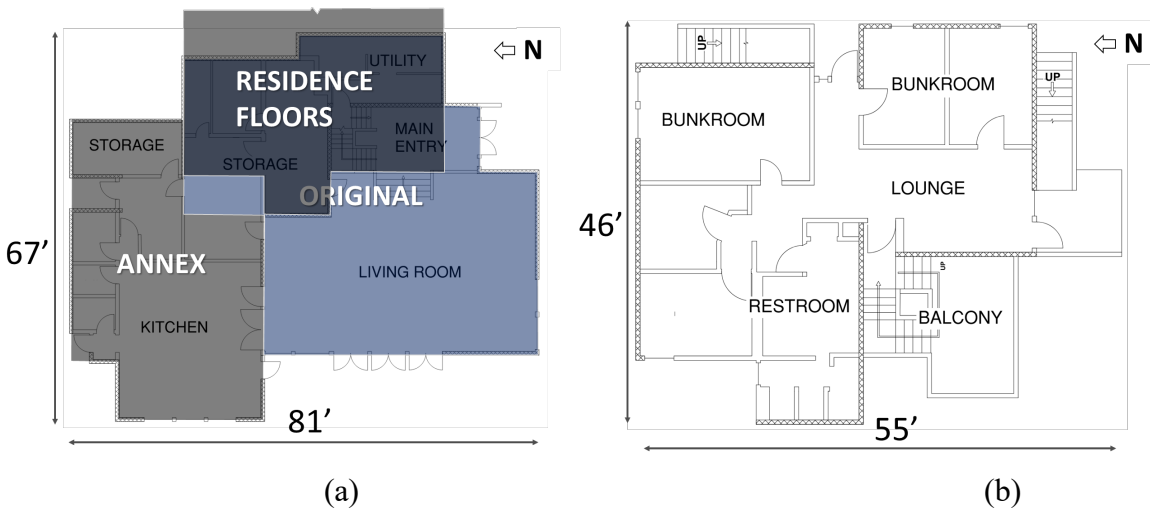 N
UTILITY
RESIDENCE
FLOORS
MAIN
ENTRY
STORAGE
STORAGE
ORIGINAL
67’
ANNEX
LIVING ROOM
KITCHEN
81’
(a)
N
UP
UP
BUNKROOM
BUNKROOM
LOUNGE
46’
UP
RESTROOM
BALCONY
55’
(b)